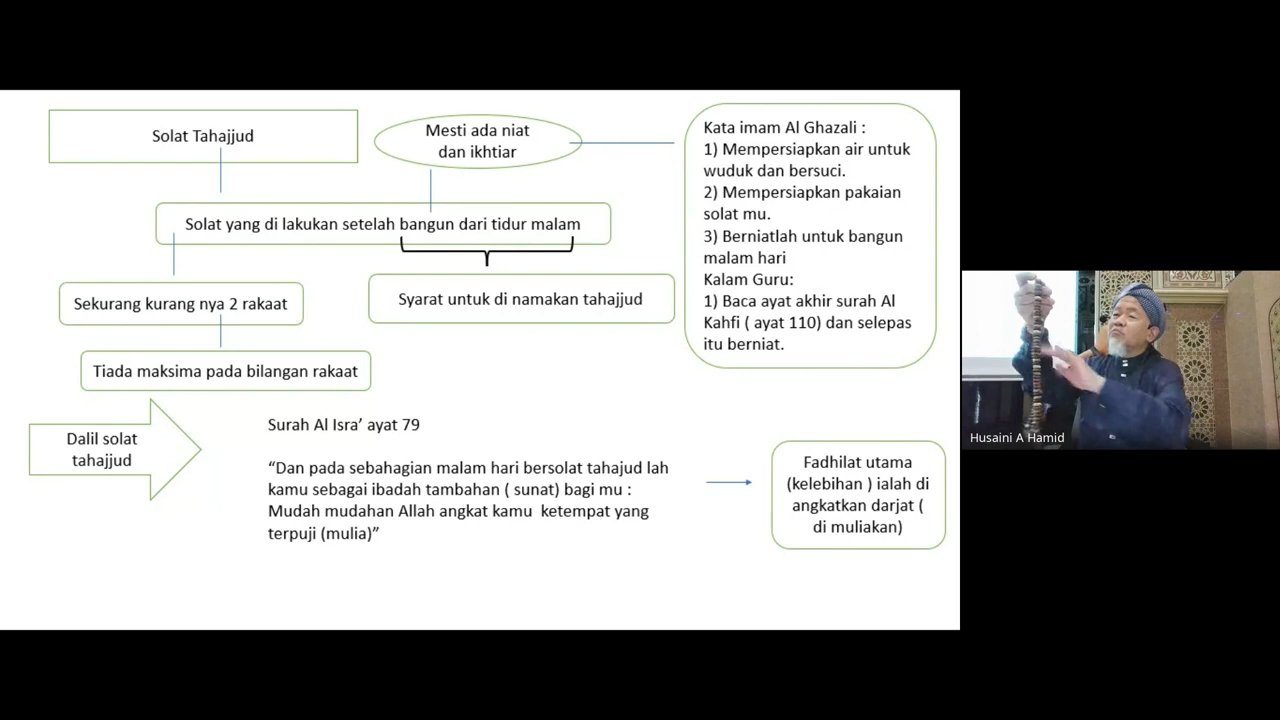 Solat Tahajjud
Mesti ada niat
dan ikhtiar
Solat yang di lakukan setelah bangun dari tidur malam
Syarat untuk di namakan tahajjud
Sekurang kurang nya 2 rakaat
Tiada maksima pada bilangan rakaat
Kata imam Al Ghazali :
1) Mempersiapkan air untuk
wuduk dan bersuci.
2) Mempersiapkan pakaian
solat mu.
3) Berniatlah untuk bangun
malam hari
Kalam Guru:
1) Baca ayat akhir surah Al
Kahfi ( ayat 110) dan selepas
itu berniat.
Dalil solat
tahajjud
Surah Al Isra’ ayat 79
“Dan pada sebahagian malam hari bersolat tahajud lah
kamu sebagai ibadah tambahan ( sunat) bagi mu :
Mudah mudahan Allah angkat kamu  ketempat yang
terpuji (mulia)”
Fadhilat utama
(kelebihan ) ialah di
angkatkan darjat (
di muliakan)
Husaini A Hamid